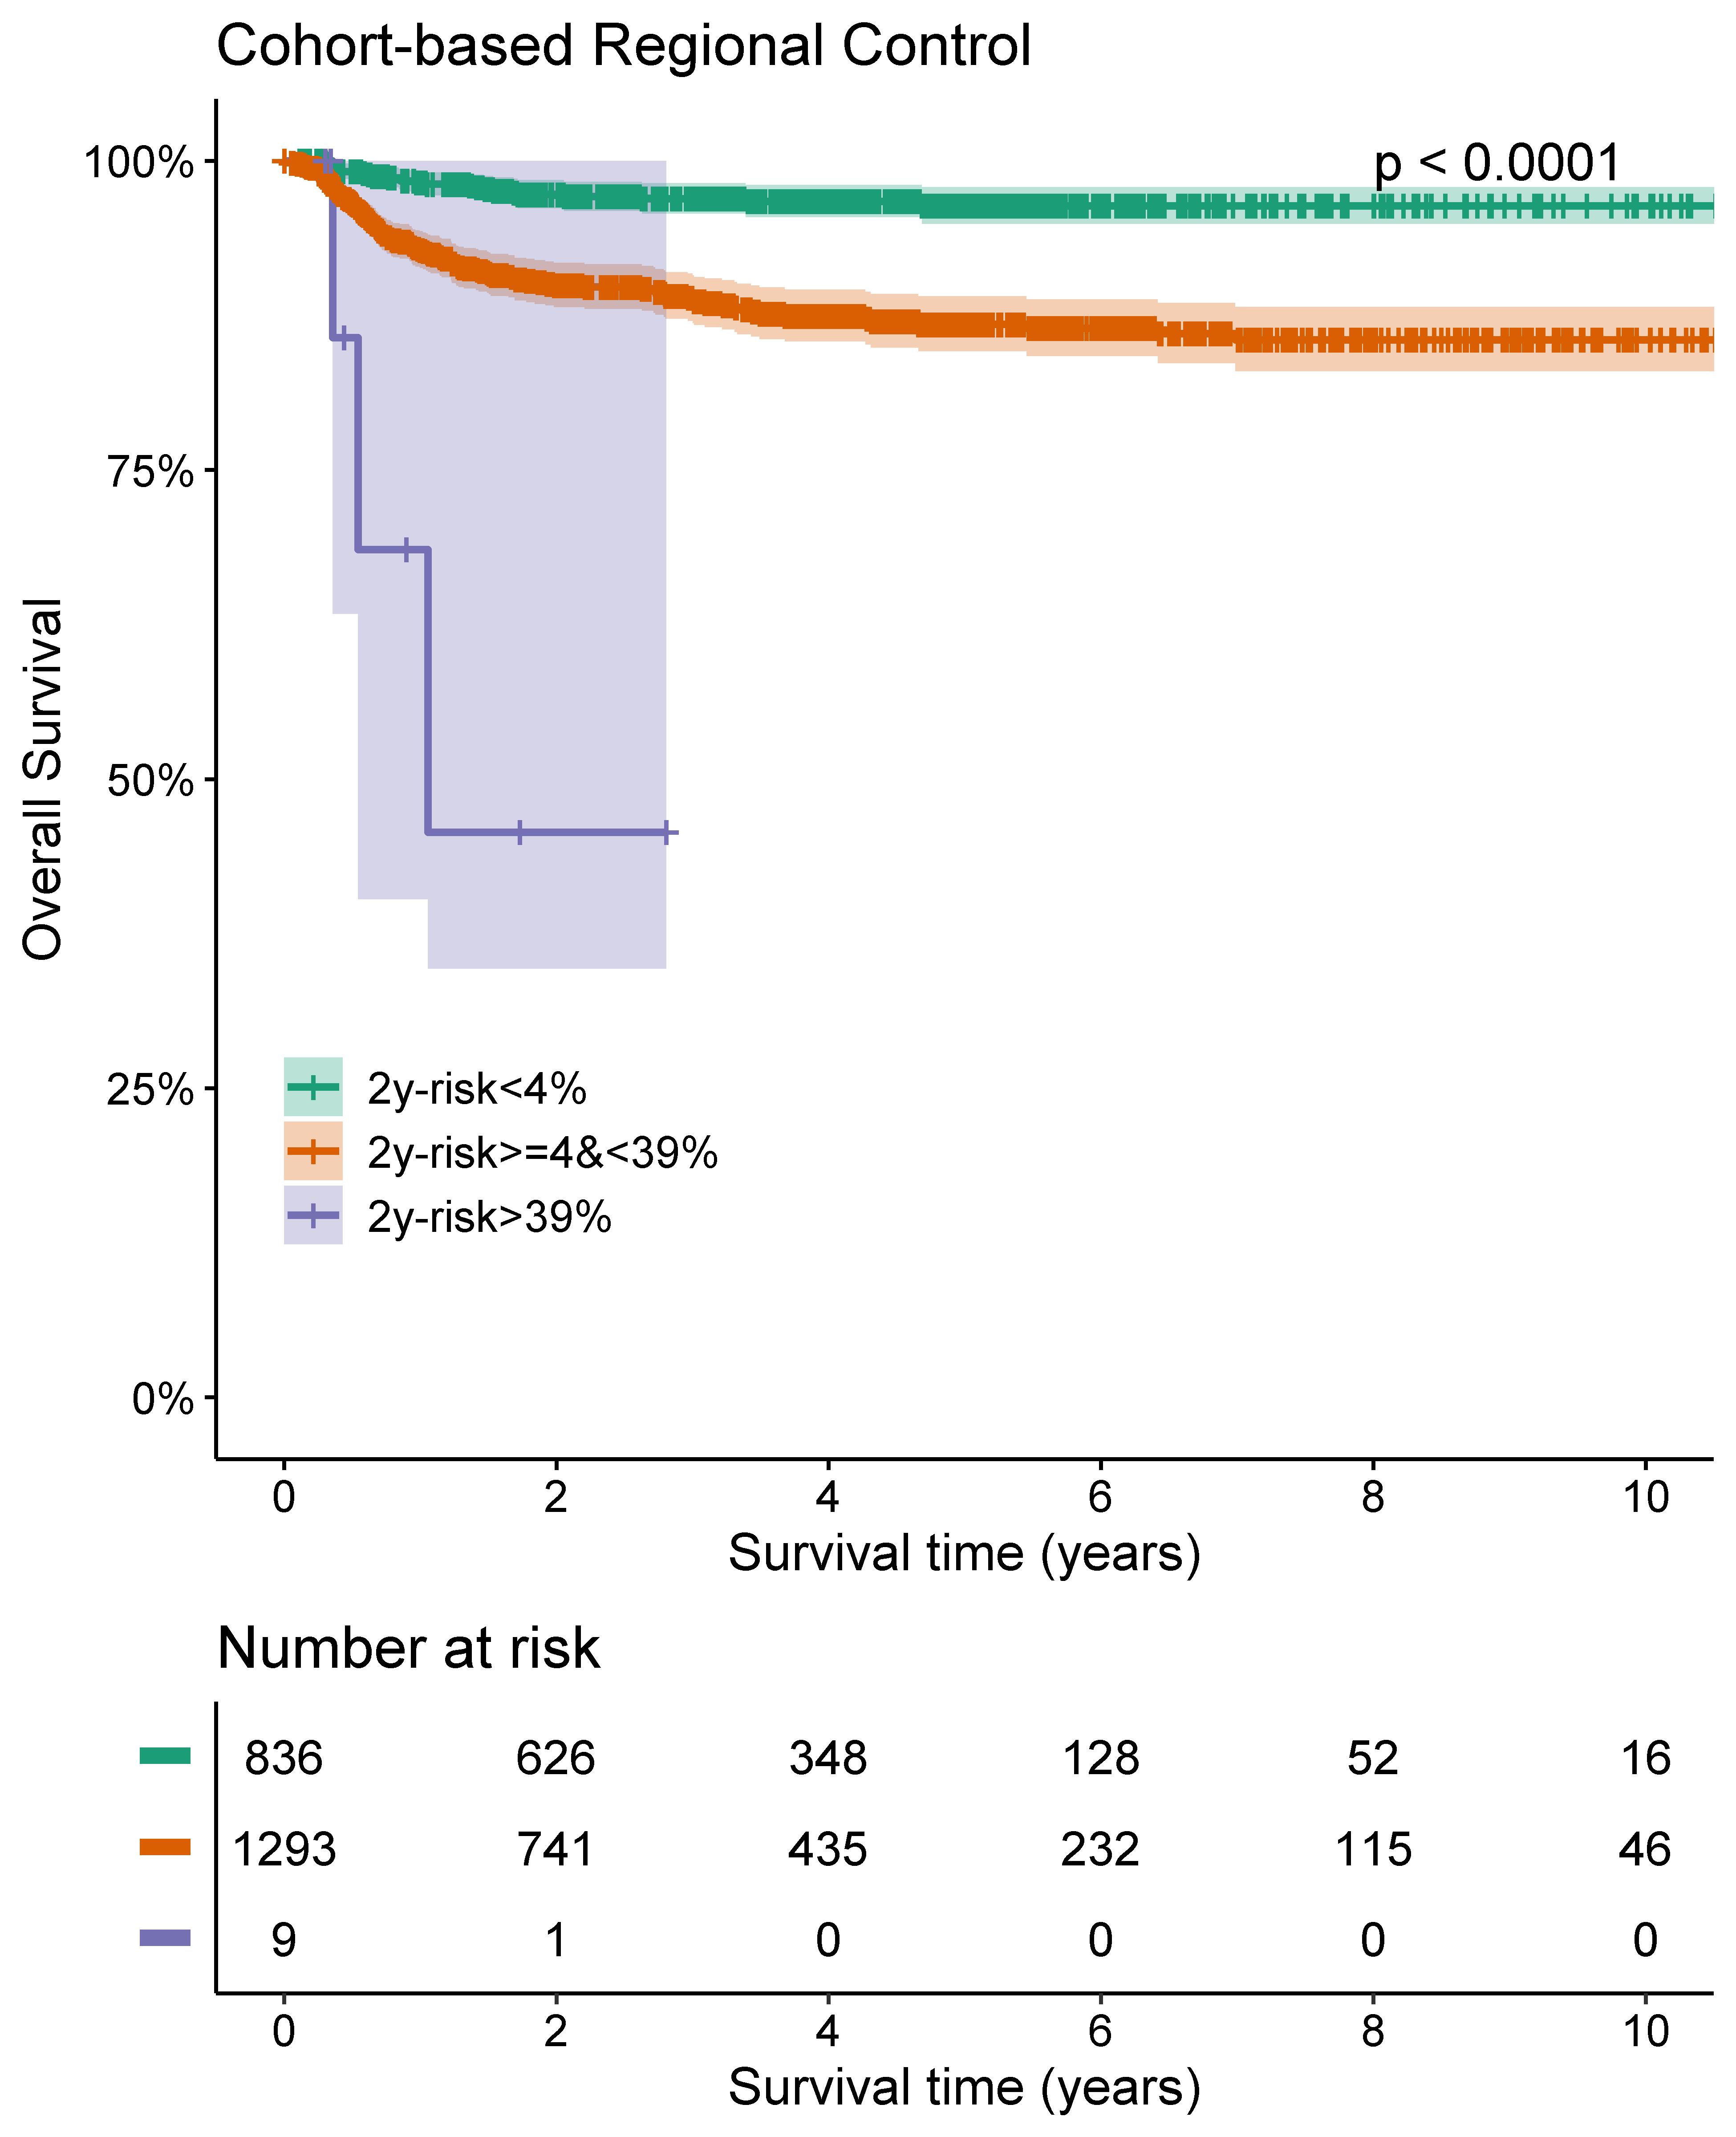 Cohort-based Regional Control
p < 0.0001
100%
75%
50%
25%
0%
Overall Survival
2y-risk<4%
2y-risk>=4&<39%
2y-risk>39%
0 2 4 6 8 10
Survival time (years)
Number at risk
836 626 348 128 52 16
1293 741 435 232 115 46
9 1 0 0 0 0
0 2 4 6 8 10
Survival time (years)